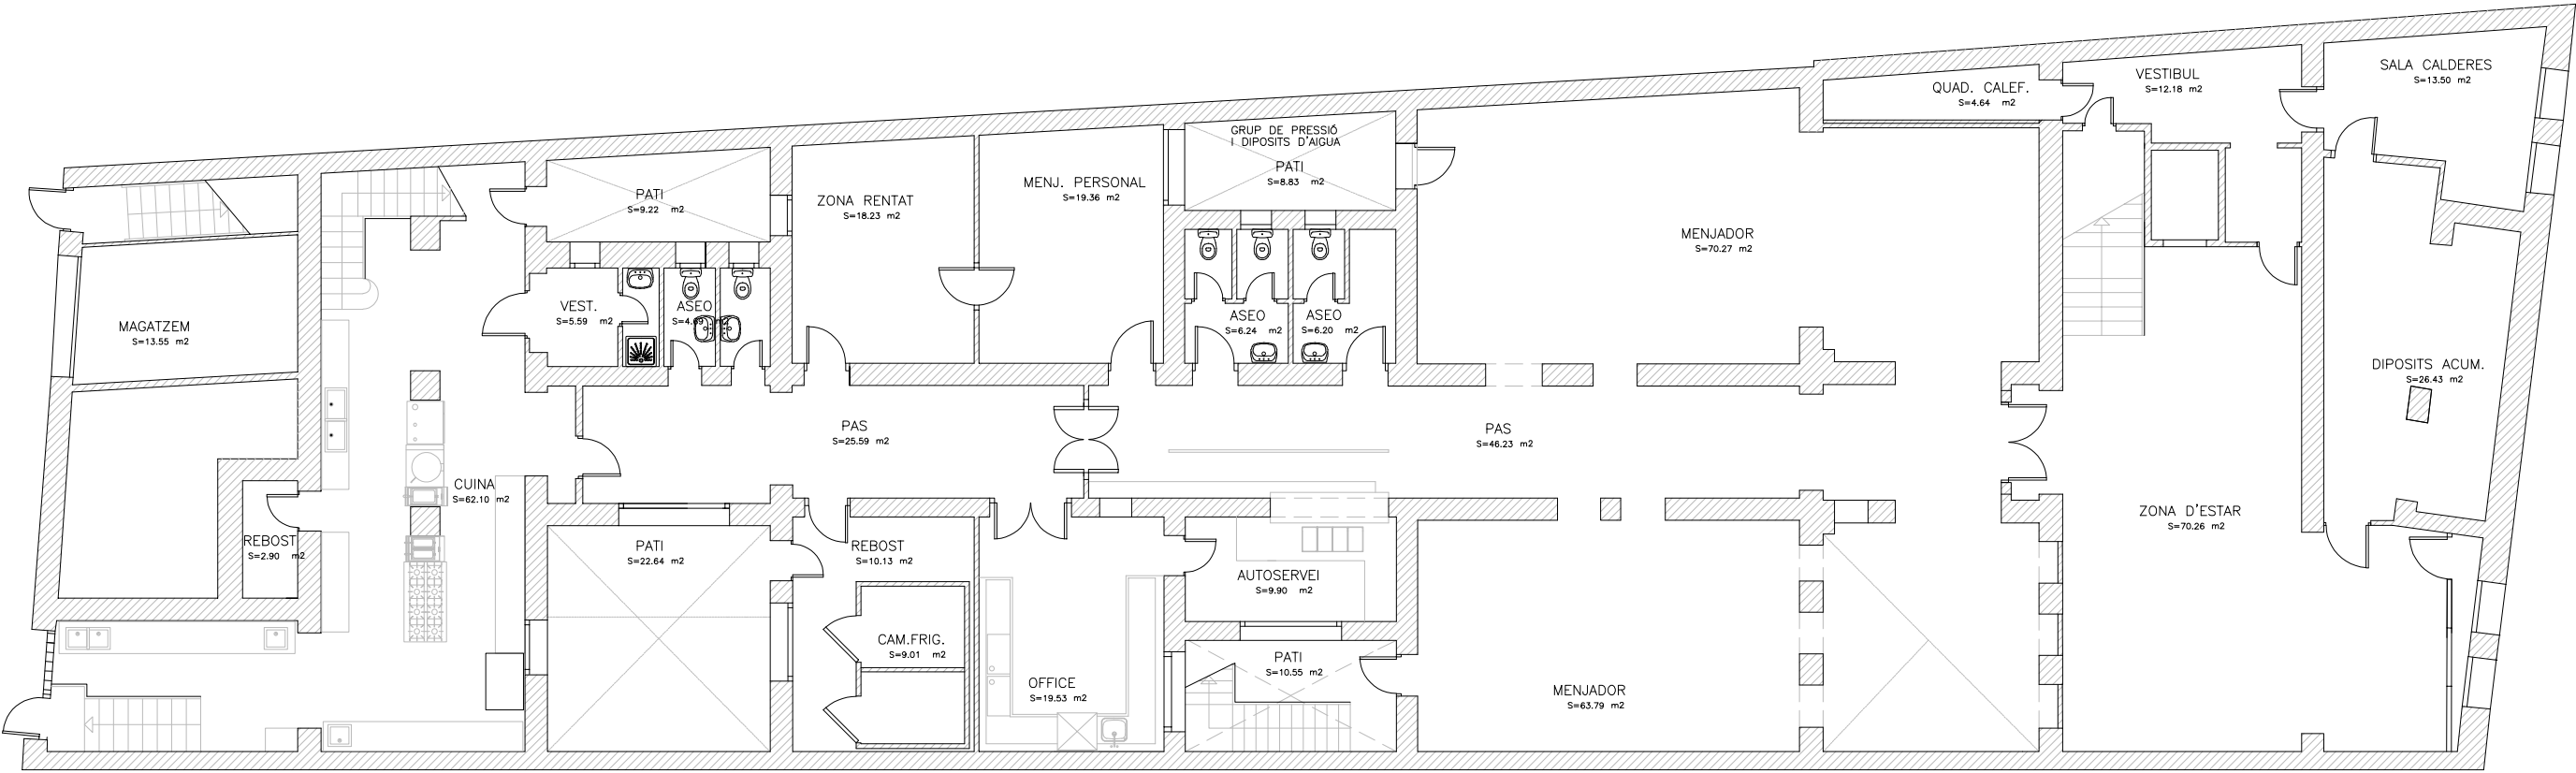 SALA CALDERES
S=13.50 m2
VESTIBUL
S=12.18 m2
QUAD. CALEF.
S=4.64 m2
GRUP DE PRESSIÓ
I DIPOSITS D'AIGUA
PATI
S=8.83 m2
MENJ. PERSONAL
S=19.36 m2
PATI
S=9.22 m2
ZONA RENTAT
S=18.23 m2
MENJADOR
S=70.27 m2
VEST.
S=5.59 m2
ASEO
S=4.69 m2
ASEO
S=6.24 m2
ASEO
S=6.20 m2
MAGATZEM
S=13.55 m2
DIPOSITS ACUM.
S=26.43 m2
PAS
S=25.59 m2
PAS
S=46.23 m2
CUINA
S=62.10 m2
ZONA D'ESTAR
S=70.26 m2
REBOST
S=2.90 m2
PATI
S=22.64 m2
REBOST
S=10.13 m2
AUTOSERVEI
S=9.90 m2
CAM.FRIG.
S=9.01 m2
PATI
S=10.55 m2
OFFICE
S=19.53 m2
MENJADOR
S=63.79 m2